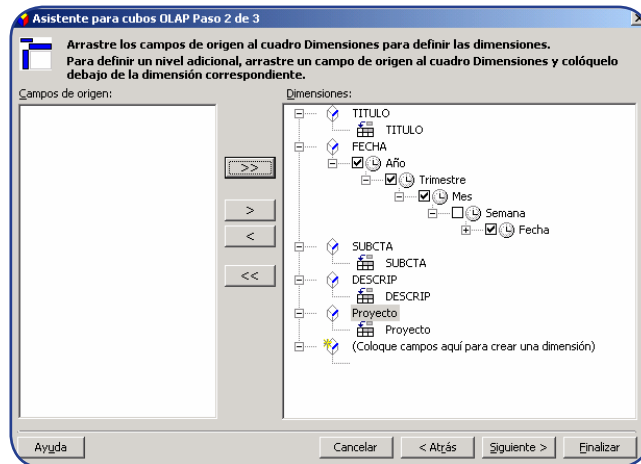 Asistente para cubos OLAP Paso 2 de 3
Arrastre los campos de origen al cuadro Dimensiones para definir las dimensiones.
Para definir un nivel adicional, arrastre un campo de origen al cuadro Dimensiones y colóquelo
debajo de la dimensión correspondiente.
Campos de origen:
Dimensiones:
TITULO
TITULO
FECHA
Año
Trimestre
Mes
Semana
Fecha
SUBCTA
SUBCTA
DESCRIP
DESCRIP
Proyecto
Proyecto
(Coloque campos aquí para crear una dimensión)
>>
>
<
<<
Ayuda
Cancelar
< Atrás
Siguiente >
Finalizar